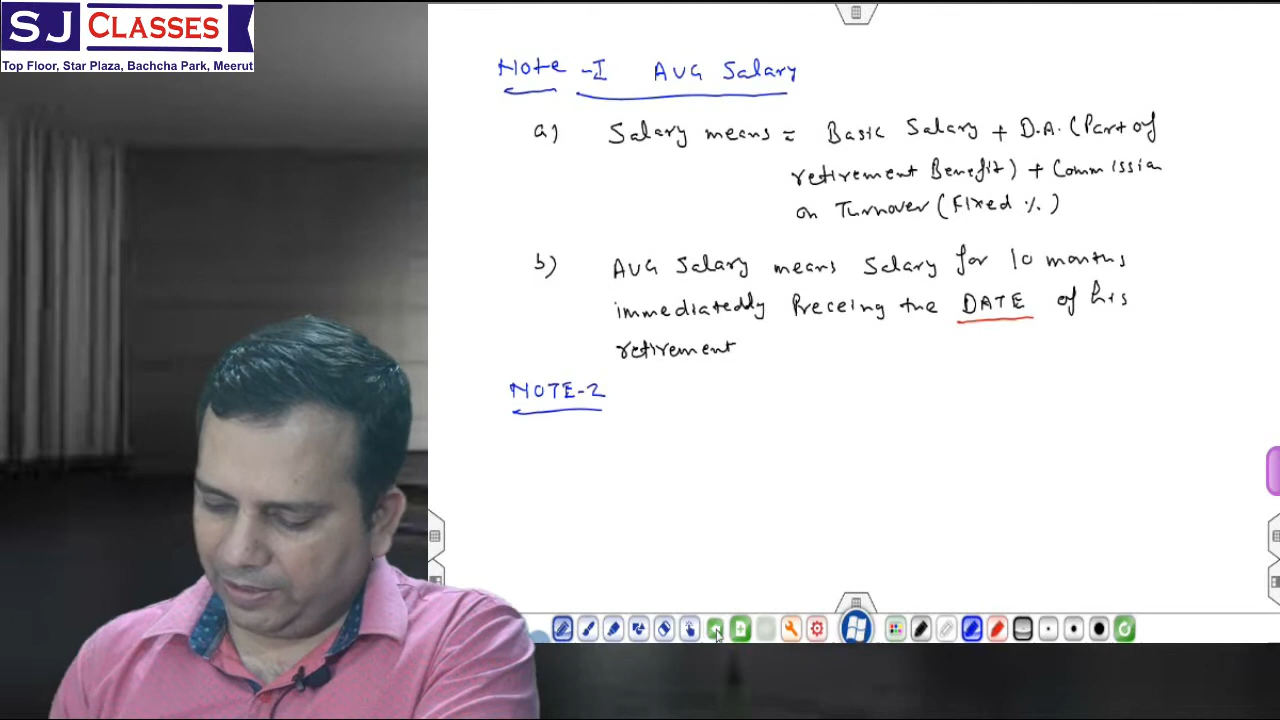 SJ CLASSES
Top Floor, Star Plaza, Bachcha Park, Meerut
Note -I AVG Salary
a) Salary means = Basic Salary + D.A. (Part of
retirement Benefit) + Commission
on Turnover (Fixed %)
b) AVG Salary means Salary for 10 months
immediatedly Preceing the DATE of his
retirement
NOTE-2